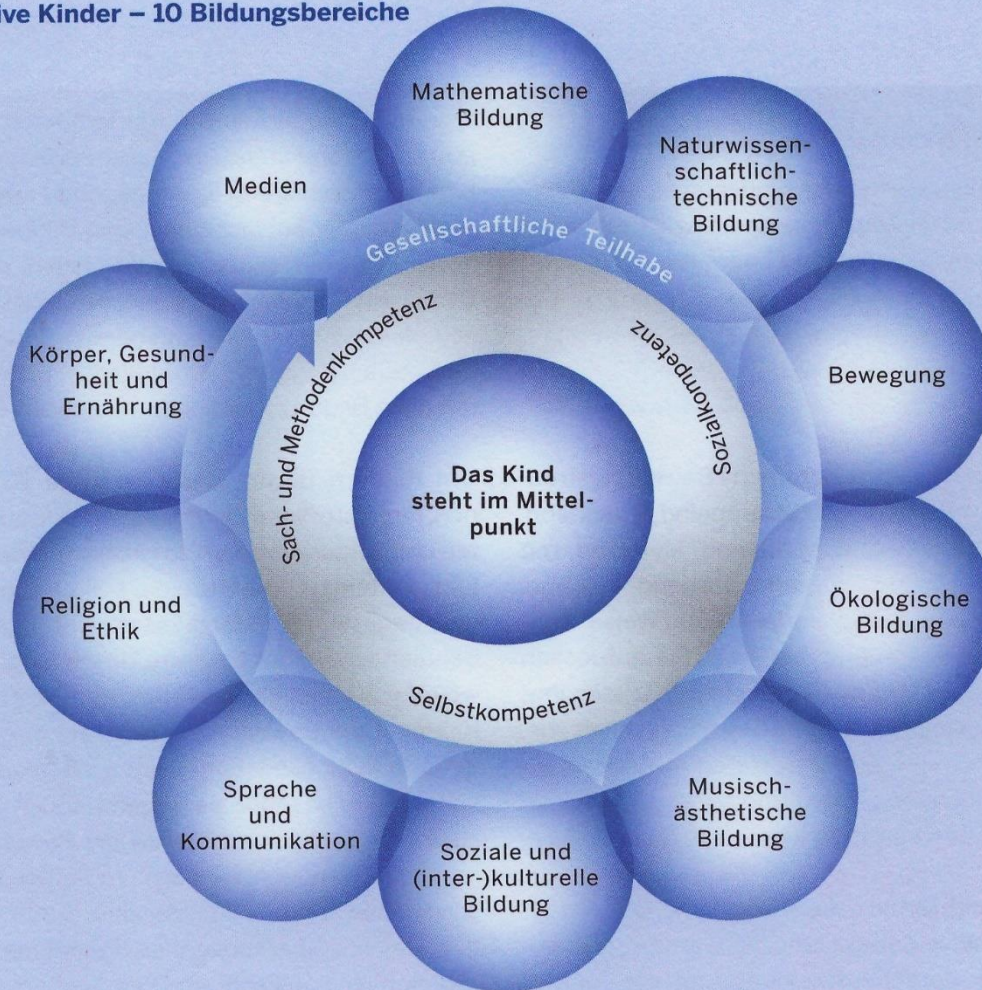 ive Kinder – 10 Bildungsbereiche
Mathematische
Bildung
Naturwissen-
schaftlich-
technische
Bildung
Medien
Gesellschaftliche Teilhabe
Sach- und Methodenkompetenz
Sozialkompetenz
Körper, Gesund-
heit und
Ernährung
Bewegung
Das Kind
steht im Mittel-
punkt
Religion und
Ethik
Ökologische
Bildung
Selbstkompetenz
Sprache
und
Kommunikation
Musisch-
ästhetische
Bildung
Soziale und
(inter-)kulturelle
Bildung